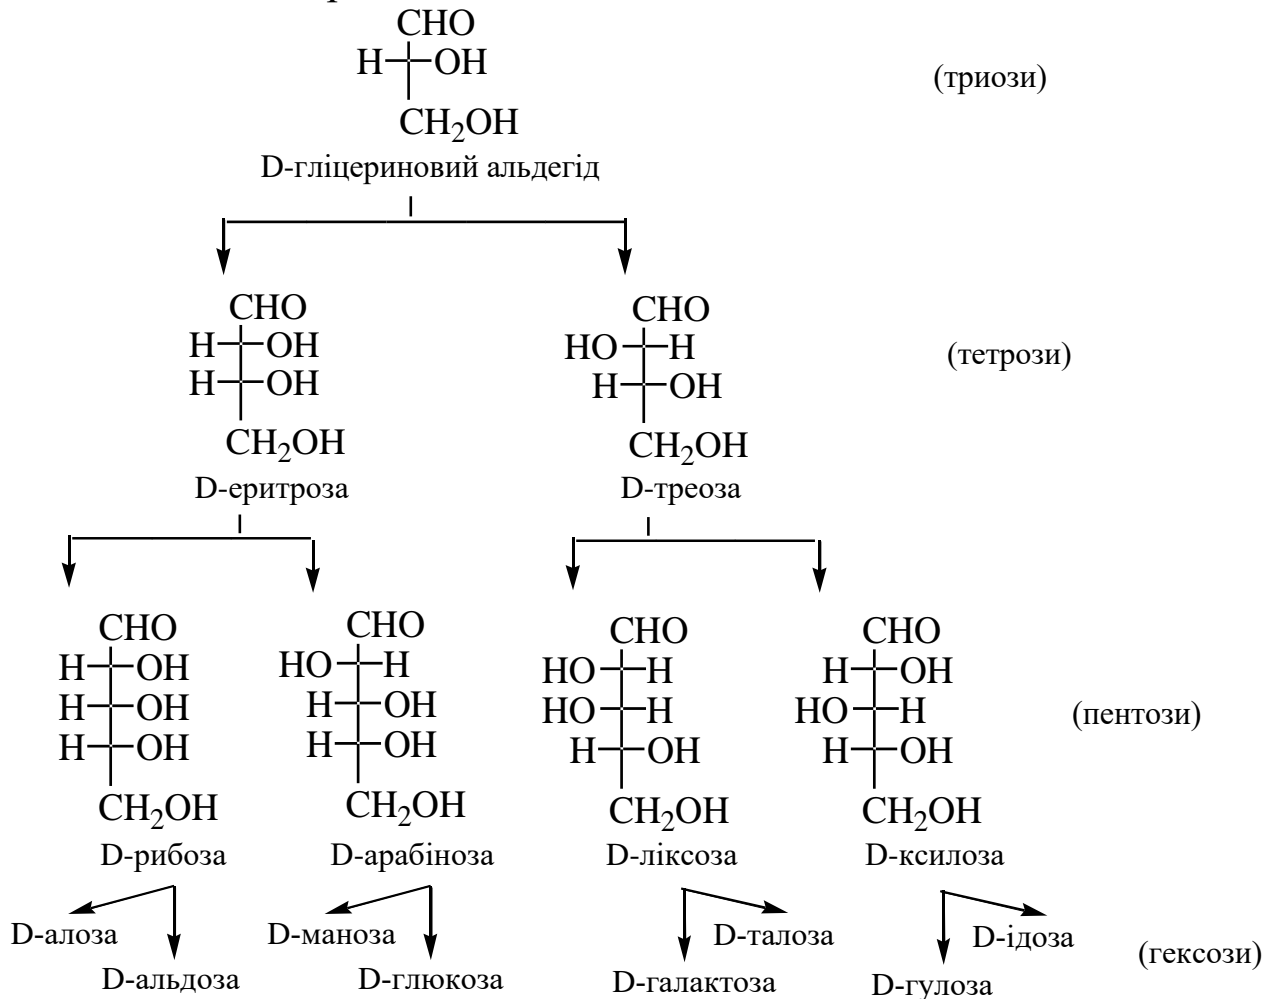 CHO
H OH
(триози)
CH₂OH
D-гліцериновий альдегід
CHO CHO
H OH HO H
(тетрози)
H OH H OH
CH₂OH CH₂OH
D-еритроза D-треоза
CHO CHO CHO CHO
H OH HO H HO H H OH
H OH H OH HO H HO H
(пентози)
H OH H OH H OH H OH
CH₂OH CH₂OH CH₂OH CH₂OH
D-рибоза D-арабіноза D-ліксоза D-ксилоза
D-алоза D-маноза D-талоза D-ідоза
(гексози)
D-альдоза D-глюкоза D-галактоза D-гулоза